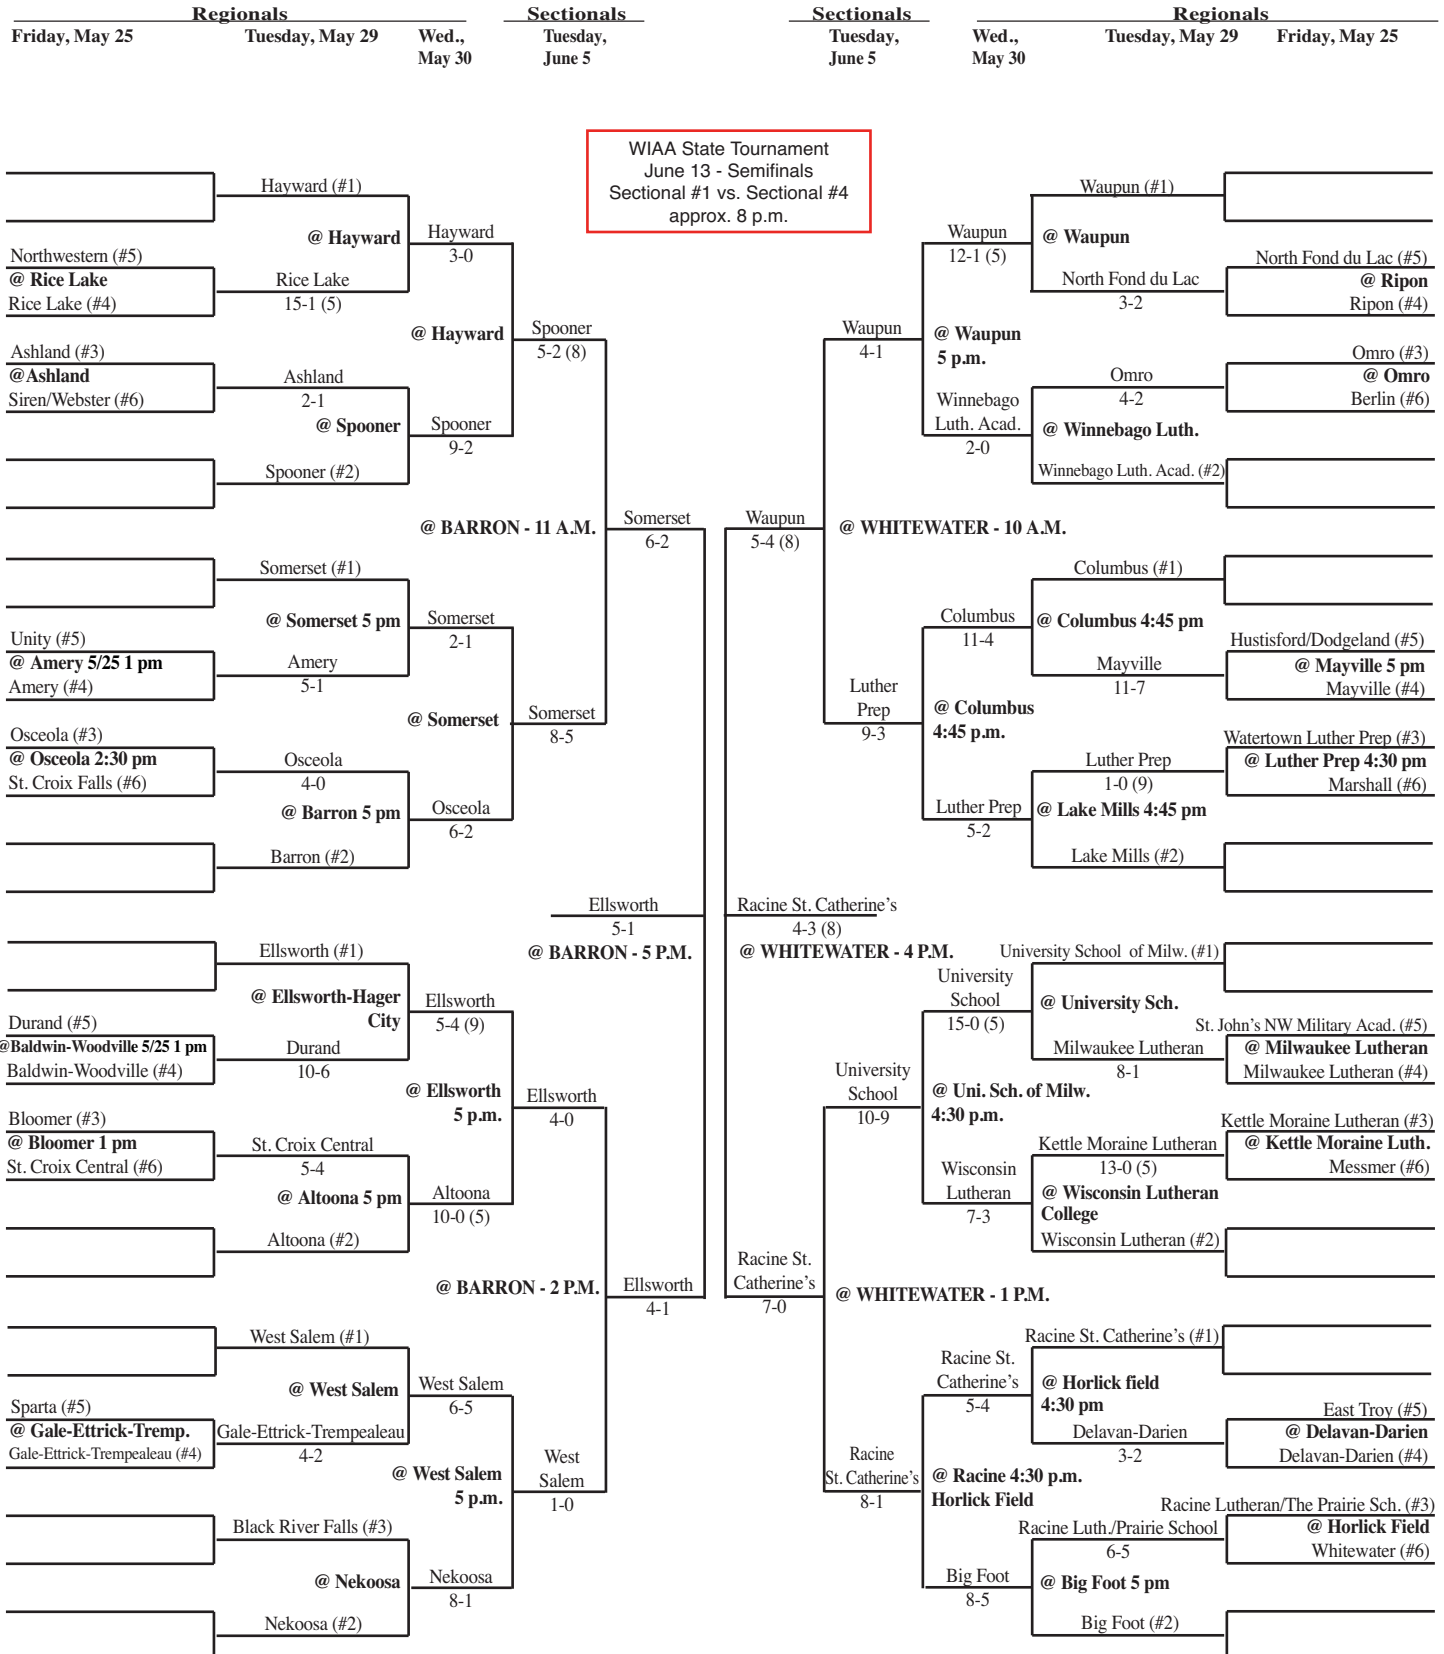 Regionals
Sectionals
Sectionals
Regionals
Friday, May 25
Tuesday, May 29
Wed.,
May 30
Tuesday,
June 5
Tuesday,
June 5
Wed.,
May 30
Tuesday, May 29
Friday, May 25
WIAA State Tournament
June 13 - Semifinals
Sectional #1 vs. Sectional #4
approx. 8 p.m.
Hayward (#1)
@ Hayward
Hayward
3-0
Northwestern (#5)
@ Rice Lake
Rice Lake (#4)
Rice Lake
15-1 (5)
@ Hayward
Spooner
5-2 (8)
Ashland (#3)
@Ashland
Siren/Webster (#6)
Ashland
2-1
@ Spooner
Spooner
9-2
Spooner (#2)
@ BARRON - 11 A.M.
Somerset
6-2
Somerset (#1)
@ Somerset 5 pm
Somerset
2-1
Unity (#5)
@ Amery 5/25 1 pm
Amery (#4)
Amery
5-1
@ Somerset
Somerset
8-5
Osceola (#3)
@ Osceola 2:30 pm
St. Croix Falls (#6)
Osceola
4-0
@ Barron 5 pm
Osceola
6-2
Barron (#2)
Ellsworth
5-1
@ BARRON - 5 P.M.
Ellsworth (#1)
@ Ellsworth-Hager
City
Ellsworth
5-4 (9)
Durand (#5)
@Baldwin-Woodville 5/25 1 pm
Baldwin-Woodville (#4)
Durand
10-6
@ Ellsworth
5 p.m.
Ellsworth
4-0
Bloomer (#3)
@ Bloomer 1 pm
St. Croix Central (#6)
St. Croix Central
5-4
@ Altoona 5 pm
Altoona
10-0 (5)
Altoona (#2)
@ BARRON - 2 P.M.
Ellsworth
4-1
West Salem (#1)
@ West Salem
West Salem
6-5
Sparta (#5)
@ Gale-Ettrick-Tremp.
Gale-Ettrick-Trempealeau (#4)
Gale-Ettrick-Trempealeau
4-2
@ West Salem
5 p.m.
West
Salem
1-0
Black River Falls (#3)
@ Nekoosa
Nekoosa
8-1
Nekoosa (#2)
Waupun (#1)
Waupun
12-1 (5)
@ Waupun
North Fond du Lac
3-2
North Fond du Lac (#5)
@ Ripon
Ripon (#4)
Waupun
4-1
@ Waupun
5 p.m.
Omro
4-2
Omro (#3)
@ Omro
Berlin (#6)
Winnebago
Luth. Acad.
2-0
@ Winnebago Luth.
Winnebago Luth. Acad. (#2)
Waupun
5-4 (8)
@ WHITEWATER - 10 A.M.
Columbus (#1)
Columbus
11-4
@ Columbus 4:45 pm
Mayville
11-7
Hustisford/Dodgeland (#5)
@ Mayville 5 pm
Mayville (#4)
Luther
Prep
9-3
@ Columbus
4:45 p.m.
Luther Prep
1-0 (9)
Watertown Luther Prep (#3)
@ Luther Prep 4:30 pm
Marshall (#6)
Luther Prep
5-2
@ Lake Mills 4:45 pm
Lake Mills (#2)
Racine St. Catherine's
4-3 (8)
@ WHITEWATER - 4 P.M.
University School of Milw. (#1)
University
School
15-0 (5)
@ University Sch.
Milwaukee Lutheran
8-1
St. John's NW Military Acad. (#5)
@ Milwaukee Lutheran
Milwaukee Lutheran (#4)
University
School
10-9
@ Uni. Sch. of Milw.
4:30 p.m.
Kettle Moraine Lutheran
13-0 (5)
Kettle Moraine Lutheran (#3)
@ Kettle Moraine Luth.
Messmer (#6)
Wisconsin
Lutheran
7-3
@ Wisconsin Lutheran
College
Wisconsin Lutheran (#2)
Racine St.
Catherine's
7-0
@ WHITEWATER - 1 P.M.
Racine St. Catherine's (#1)
Racine St.
Catherine's
5-4
@ Horlick field
4:30 pm
Delavan-Darien
3-2
East Troy (#5)
@ Delavan-Darien
Delavan-Darien (#4)
Racine
St. Catherine's
8-1
@ Racine 4:30 p.m.
Horlick Field
Racine Luth./Prairie School
6-5
Racine Lutheran/The Prairie Sch. (#3)
@ Horlick Field
Whitewater (#6)
Big Foot
8-5
@ Big Foot 5 pm
Big Foot (#2)